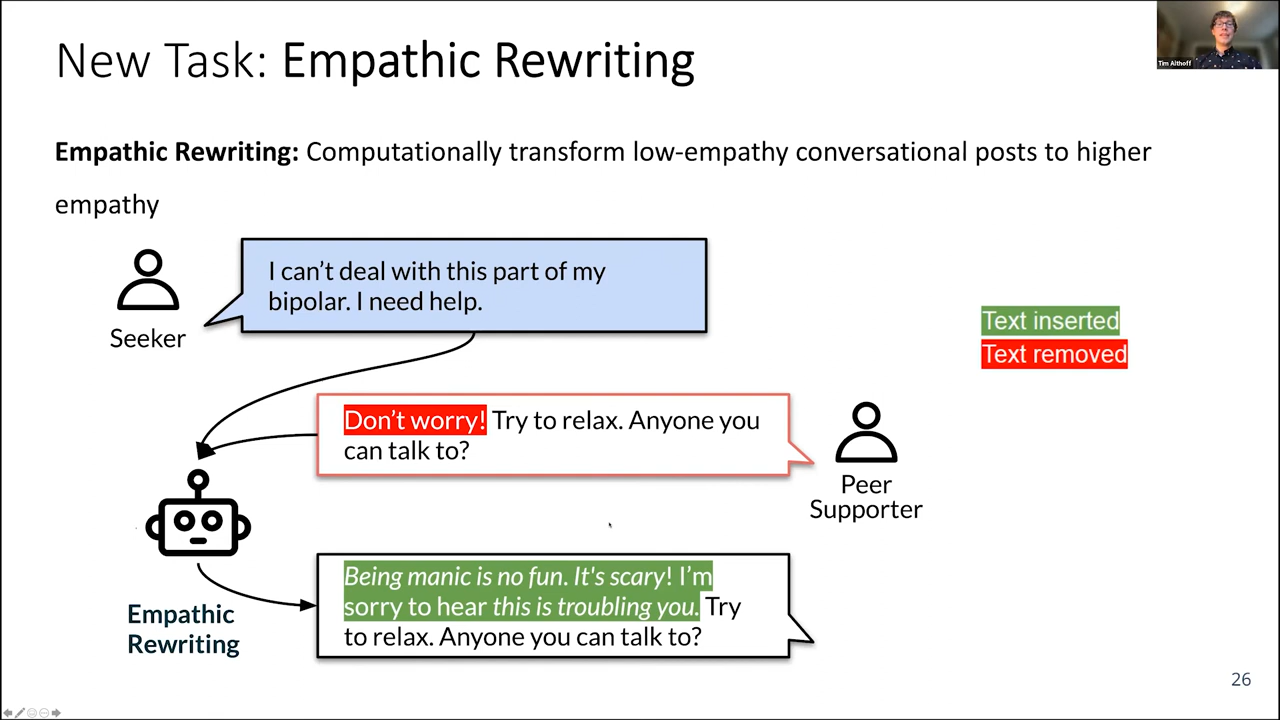 New Task: Empathic Rewriting
Tim Althoff
Empathic Rewriting: Computationally transform low-empathy conversational posts to higher
empathy
I can’t deal with this part of my
bipolar. I need help.
Seeker
Text inserted
Text removed
Don’t worry! Try to relax. Anyone you
can talk to?
Peer
Supporter
Being manic is no fun. It's scary! I’m
sorry to hear this is troubling you. Try
to relax. Anyone you can talk to?
Empathic
Rewriting
26